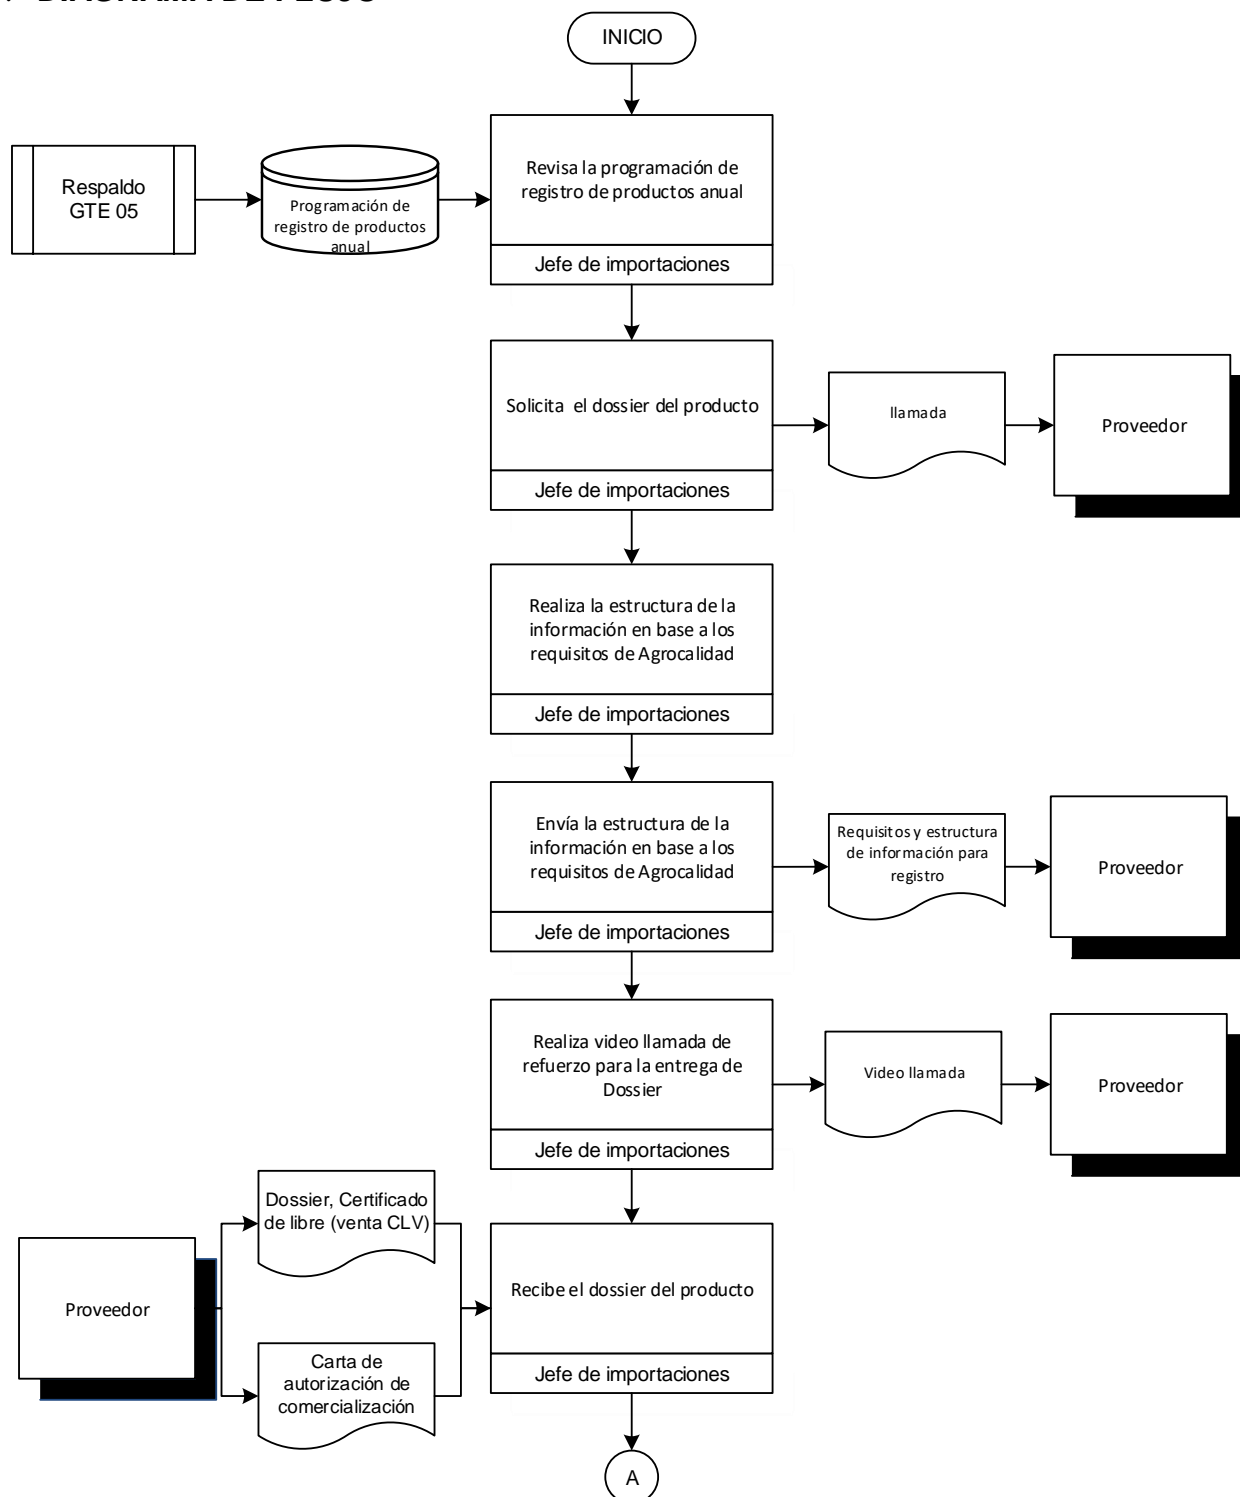 INICIO
Revisa la programación de
registro de productos anual
Jefe de importaciones
Respaldo
GTE 05
Programación de
registro de productos
anual
Solicita el dossier del producto
Jefe de importaciones
llamada
Proveedor
Realiza la estructura de la
información en base a los
requisitos de Agrocalidad
Jefe de importaciones
Envía la estructura de la
información en base a los
requisitos de Agrocalidad
Jefe de importaciones
Requisitos y estructura
de información para
registro
Proveedor
Realiza video llamada de
refuerzo para la entrega de
Dossier
Jefe de importaciones
Video llamada
Proveedor
Proveedor
Dossier, Certificado
de libre (venta CLV)
Carta de
autorización de
comercialización
Recibe el dossier del producto
Jefe de importaciones
A